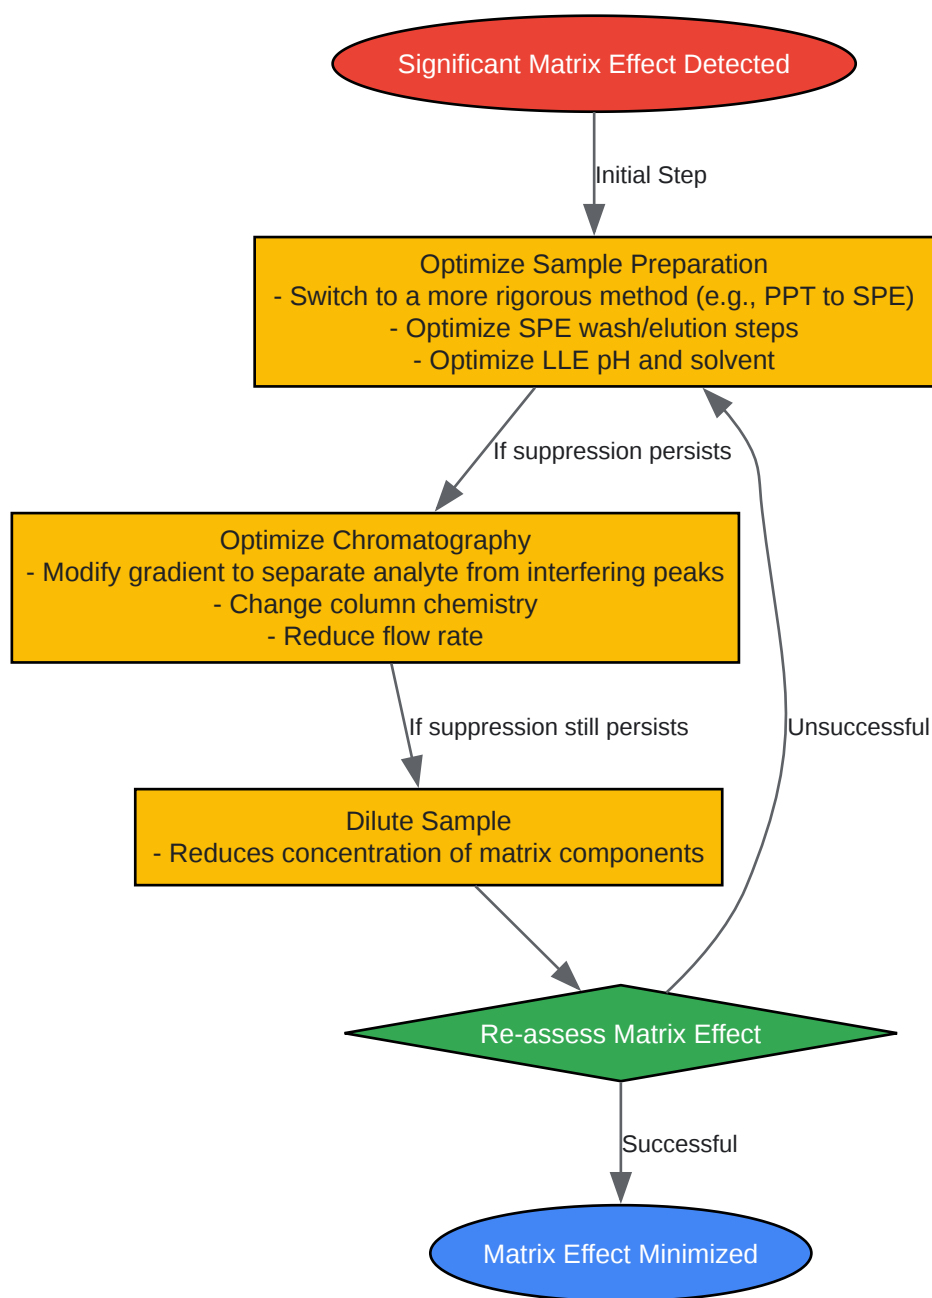 Significant Matrix Effect Detected
Initial Step
Optimize Sample Preparation
- Switch to a more rigorous method (e.g., PPT to SPE)
- Optimize SPE wash/elution steps
- Optimize LLE pH and solvent
If suppression persists
Optimize Chromatography
- Modify gradient to separate analyte from interfering peaks
- Change column chemistry
- Reduce flow rate
If suppression still persists
Unsuccessful
Dilute Sample
- Reduces concentration of matrix components
Re-assess Matrix Effect
Successful
Matrix Effect Minimized